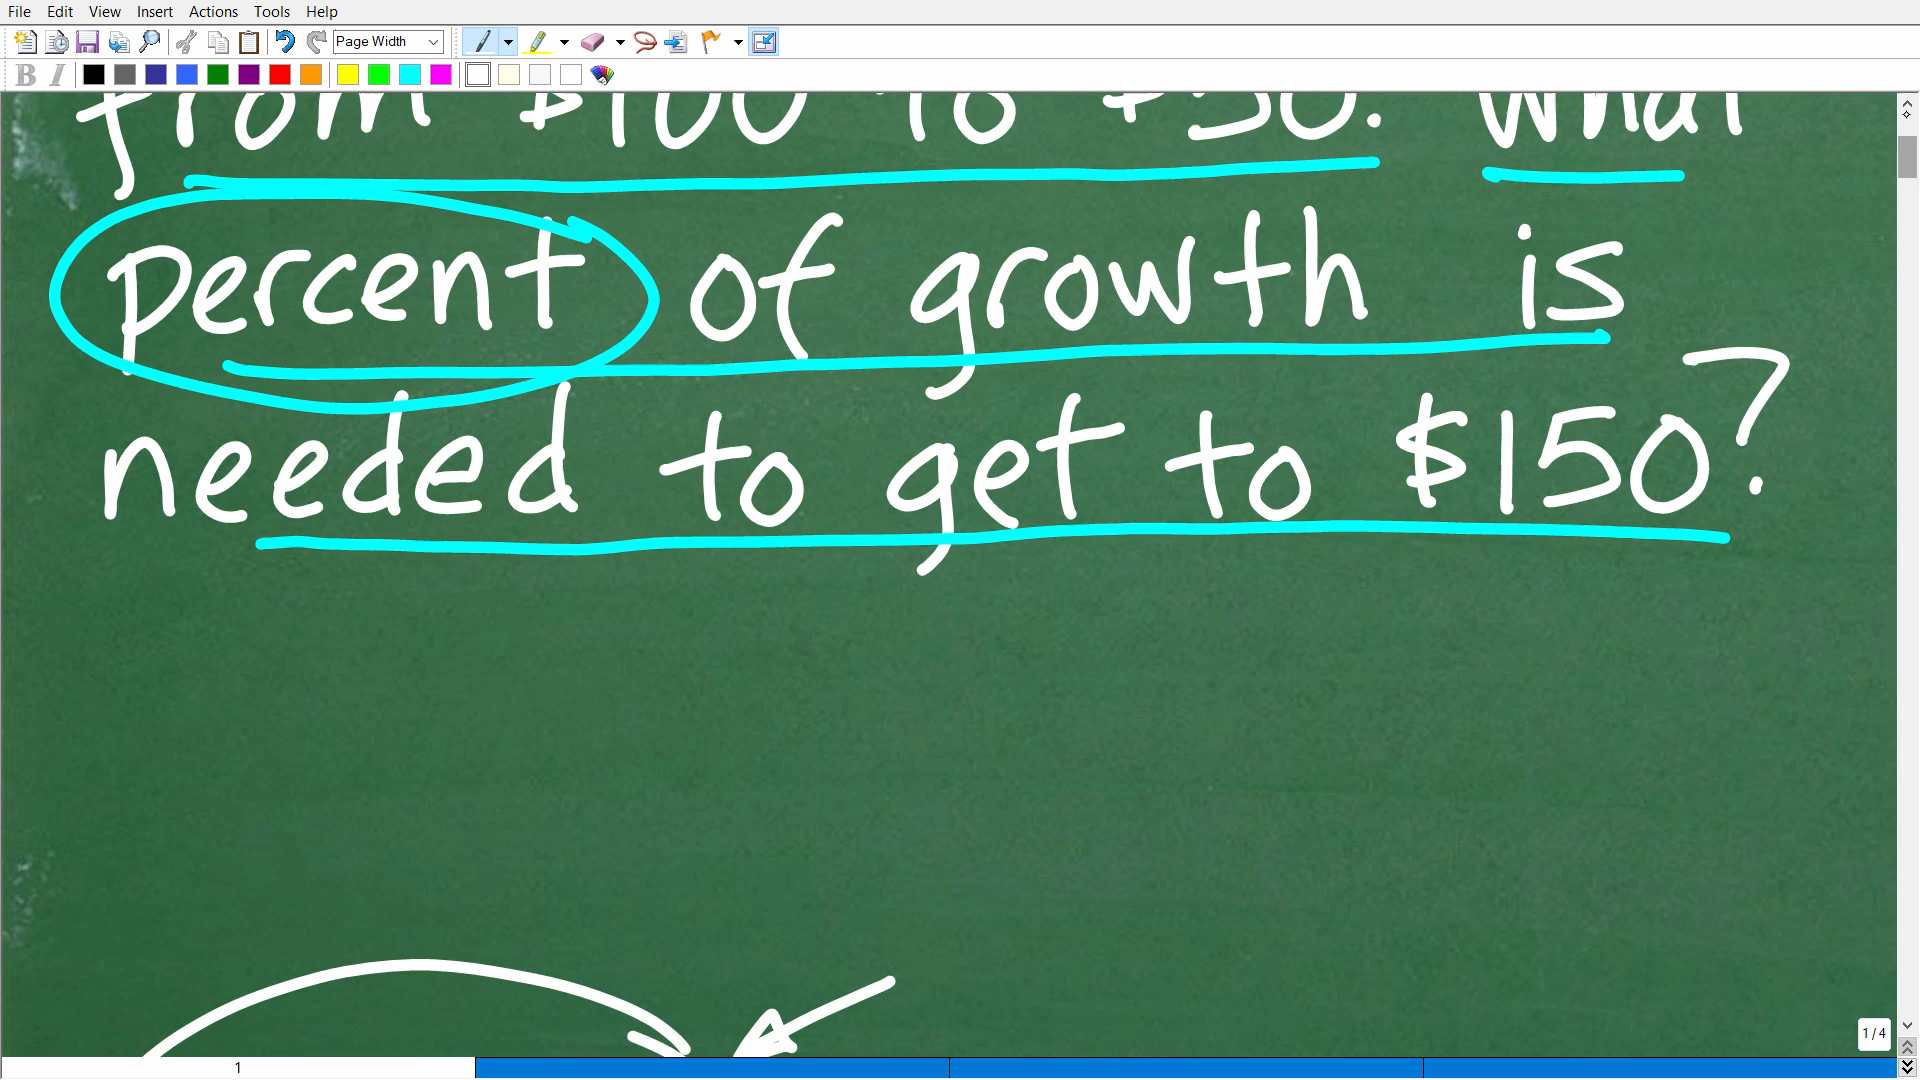 File Edit View Insert Actions Tools Help
Page Width
B I
from $100 to $50. What
percent of growth is
needed to get to $150?
1 / 4
1